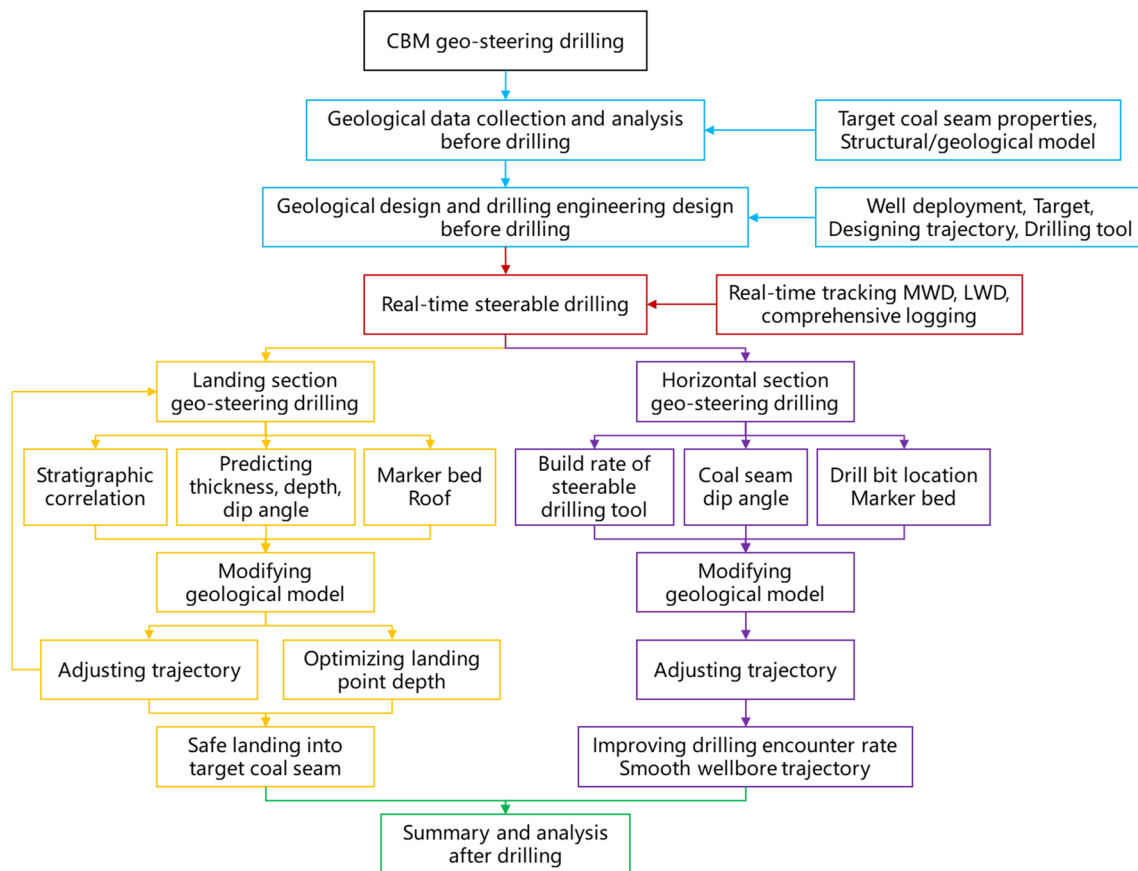 CBM geo-steering drilling
Geological data collection and analysis
before drilling
Target coal seam properties,
Structural/geological model
Geological design and drilling engineering design
before drilling
Well deployment, Target,
Designing trajectory, Drilling tool
Real-time steerable drilling
Real-time tracking MWD, LWD,
comprehensive logging
Landing section
geo-steering drilling
Horizontal section
geo-steering drilling
Stratigraphic
correlation
Predicting
thickness, depth,
dip angle
Marker bed
Roof
Build rate of
steerable
drilling tool
Coal seam
dip angle
Drill bit location
Marker bed
Modifying
geological model
Modifying
geological model
Adjusting trajectory
Optimizing landing
point depth
Adjusting trajectory
Safe landing into
target coal seam
Improving drilling encounter rate
Smooth wellbore trajectory
Summary and analysis
after drilling